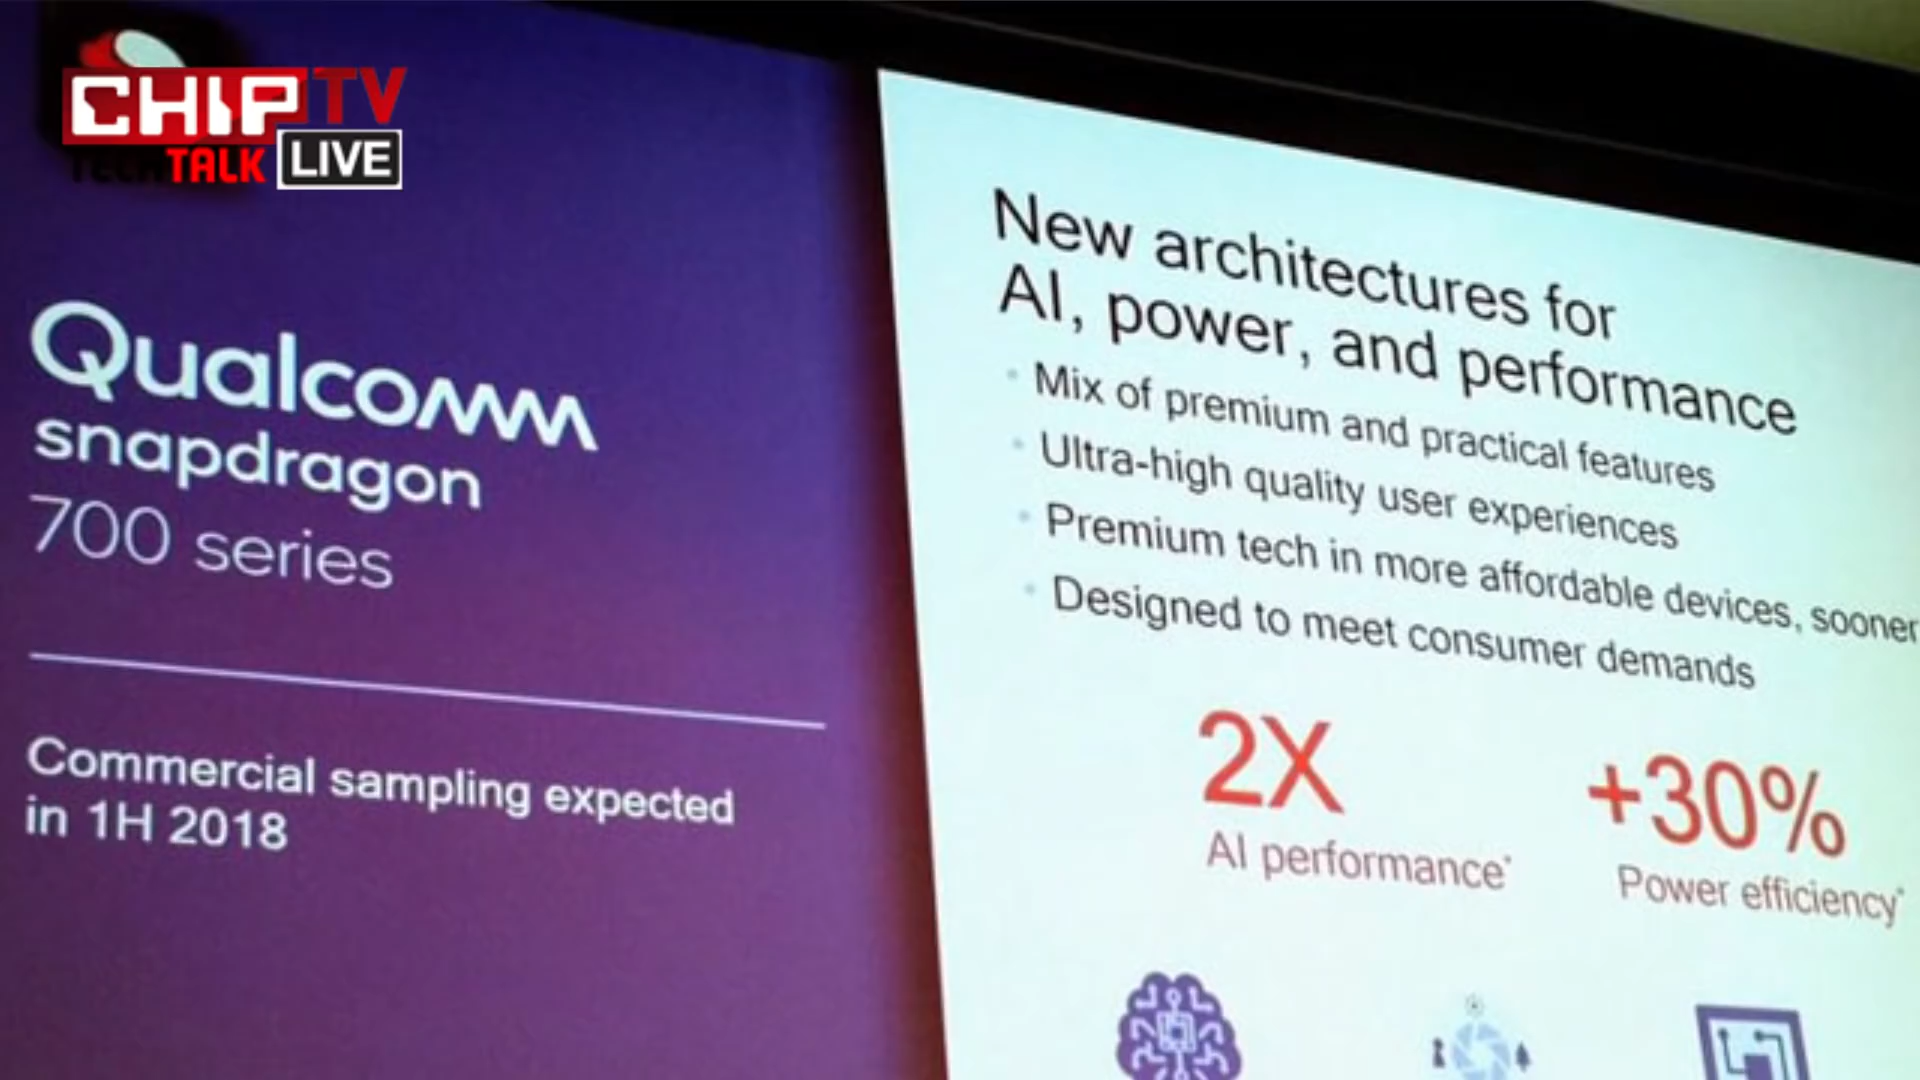 CHIP TV
TECH TALK LIVE
Qualcomm
snapdragon
700 series
Commercial sampling expected
in 1H 2018
New architectures for
AI, power, and performance
• Mix of premium and practical features
• Ultra-high quality user experiences
• Premium tech in more affordable devices, sooner
• Designed to meet consumer demands
2X
AI performance*
+30%
Power efficiency*